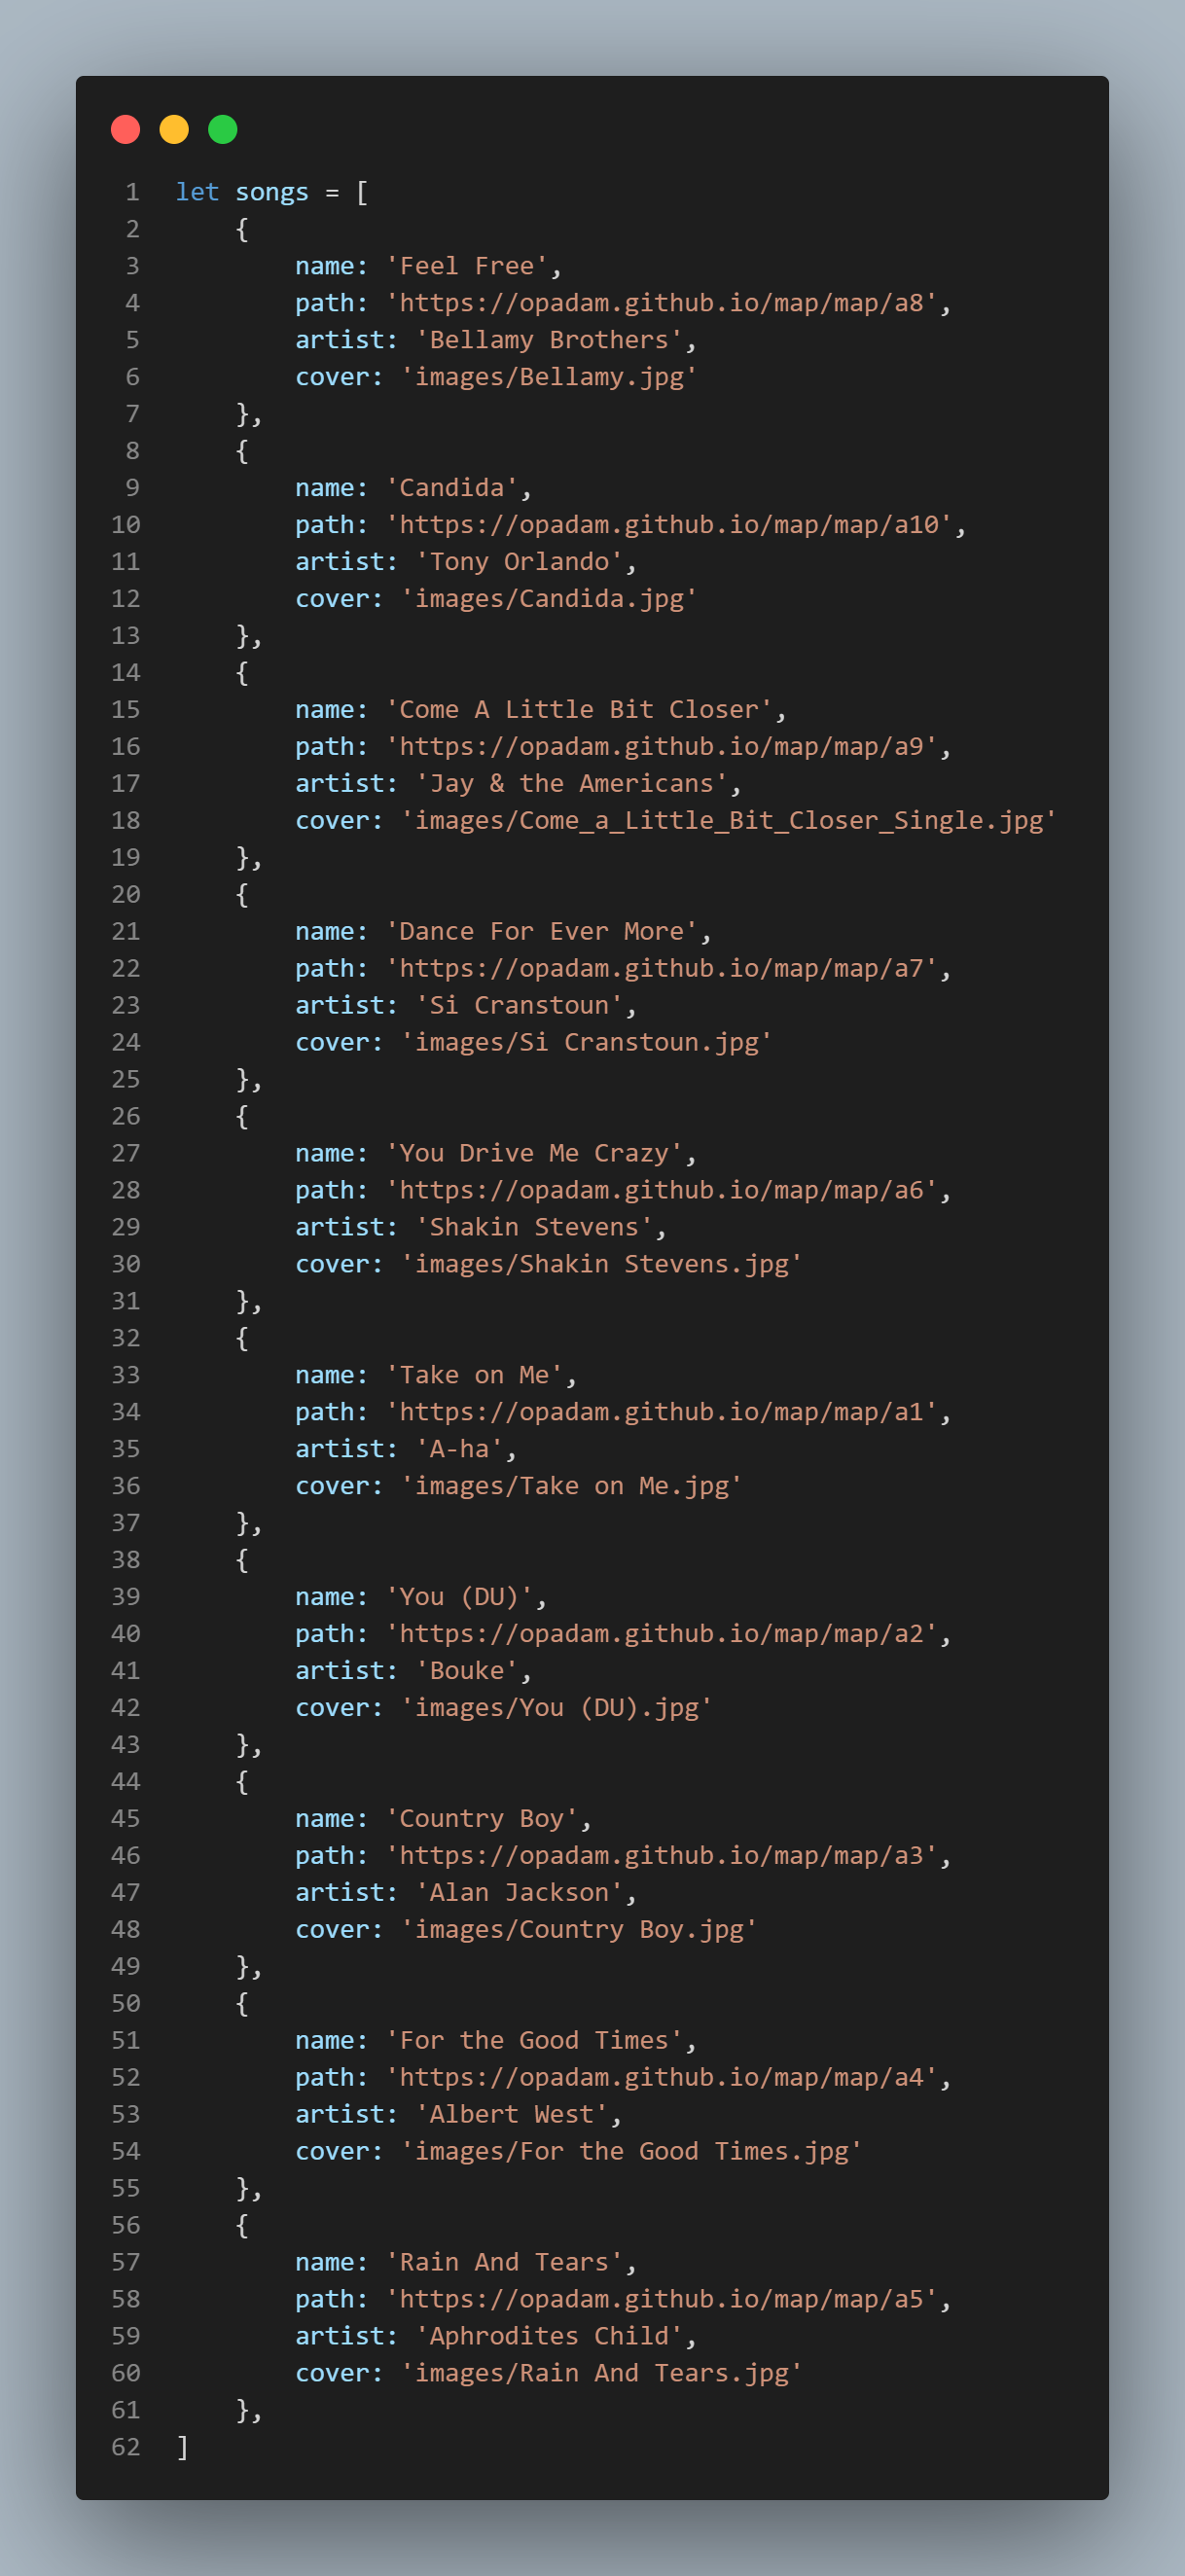 1 let songs = [
2 {
3 name: 'Feel Free',
4 path: 'https://opadam.github.io/map/map/a8',
5 artist: 'Bellamy Brothers',
6 cover: 'images/Bellamy.jpg'
7 },
8 {
9 name: 'Candida',
10 path: 'https://opadam.github.io/map/map/a10',
11 artist: 'Tony Orlando',
12 cover: 'images/Candida.jpg'
13 },
14 {
15 name: 'Come A Little Bit Closer',
16 path: 'https://opadam.github.io/map/map/a9',
17 artist: 'Jay & the Americans',
18 cover: 'images/Come_a_Little_Bit_Closer_Single.jpg'
19 },
20 {
21 name: 'Dance For Ever More',
22 path: 'https://opadam.github.io/map/map/a7',
23 artist: 'Si Cranstoun',
24 cover: 'images/Si Cranstoun.jpg'
25 },
26 {
27 name: 'You Drive Me Crazy',
28 path: 'https://opadam.github.io/map/map/a6',
29 artist: 'Shakin Stevens',
30 cover: 'images/Shakin Stevens.jpg'
31 },
32 {
33 name: 'Take on Me',
34 path: 'https://opadam.github.io/map/map/a1',
35 artist: 'A-ha',
36 cover: 'images/Take on Me.jpg'
37 },
38 {
39 name: 'You (DU)',
40 path: 'https://opadam.github.io/map/map/a2',
41 artist: 'Bouke',
42 cover: 'images/You (DU).jpg'
43 },
44 {
45 name: 'Country Boy',
46 path: 'https://opadam.github.io/map/map/a3',
47 artist: 'Alan Jackson',
48 cover: 'images/Country Boy.jpg'
49 },
50 {
51 name: 'For the Good Times',
52 path: 'https://opadam.github.io/map/map/a4',
53 artist: 'Albert West',
54 cover: 'images/For the Good Times.jpg'
55 },
56 {
57 name: 'Rain And Tears',
58 path: 'https://opadam.github.io/map/map/a5',
59 artist: 'Aphrodites Child',
60 cover: 'images/Rain And Tears.jpg'
61 },
62 ]